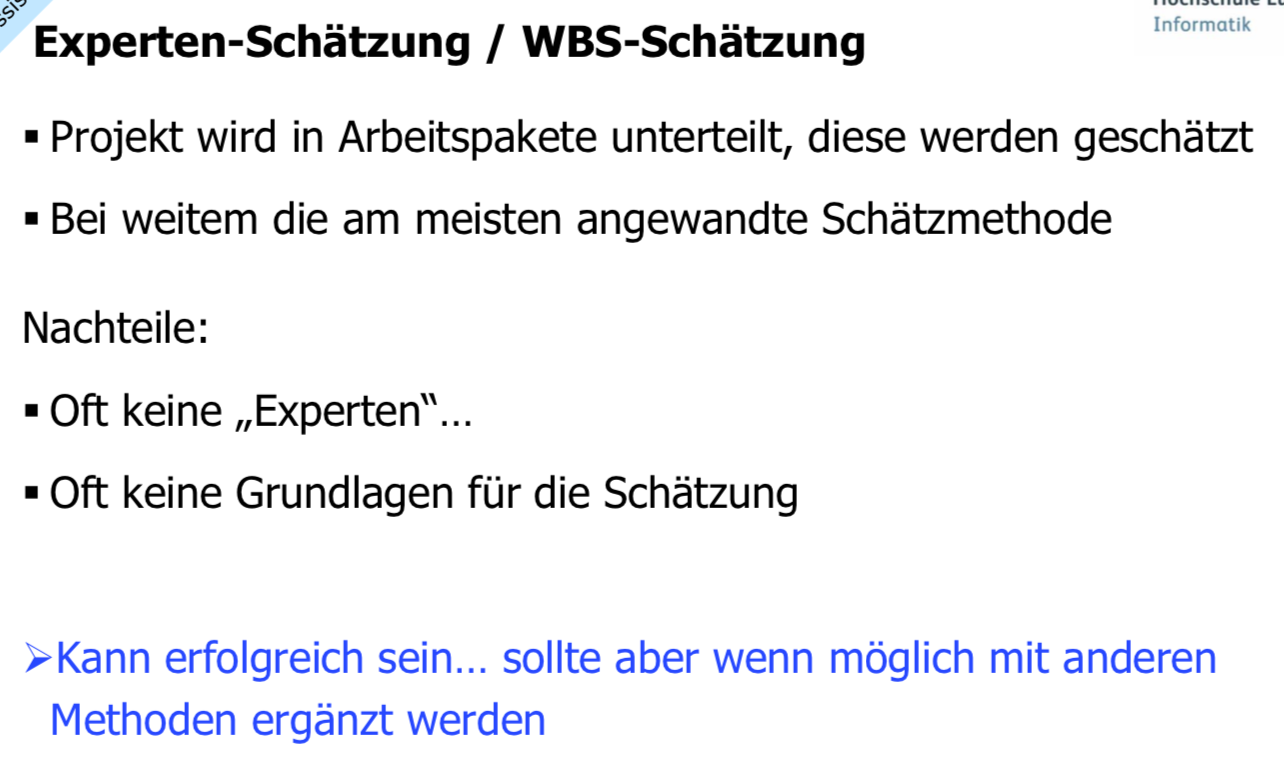 Experten-Schätzung / WBS-Schätzung
Informatik
▪ Projekt wird in Arbeitspakete unterteilt, diese werden geschätzt
▪ Bei weitem die am meisten angewandte Schätzmethode
Nachteile:
▪ Oft keine „Experten“…
▪ Oft keine Grundlagen für die Schätzung
➢Kann erfolgreich sein… sollte aber wenn möglich mit anderen
Methoden ergänzt werden